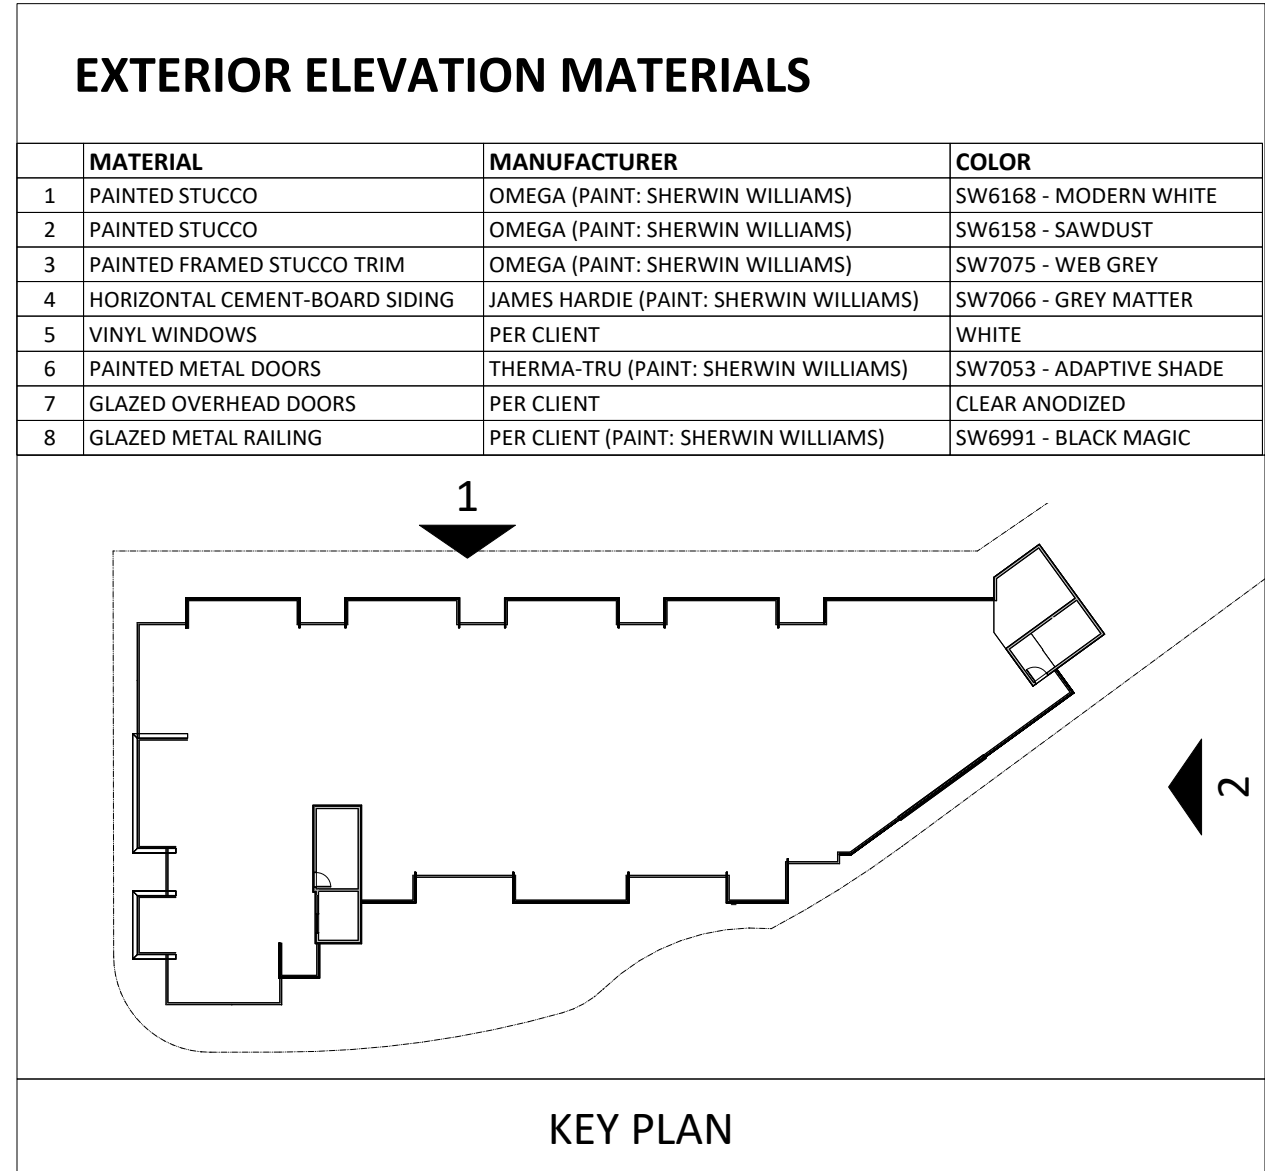 EXTERIOR ELEVATION MATERIALS
MATERIAL MANUFACTURER COLOR
1 PAINTED STUCCO OMEGA (PAINT: SHERWIN WILLIAMS) SW6168 - MODERN WHITE
2 PAINTED STUCCO OMEGA (PAINT: SHERWIN WILLIAMS) SW6158 - SAWDUST
3 PAINTED FRAMED STUCCO TRIM OMEGA (PAINT: SHERWIN WILLIAMS) SW7075 - WEB GREY
4 HORIZONTAL CEMENT-BOARD SIDING JAMES HARDIE (PAINT: SHERWIN WILLIAMS) SW7066 - GREY MATTER
5 VINYL WINDOWS PER CLIENT WHITE
6 PAINTED METAL DOORS THERMA-TRU (PAINT: SHERWIN WILLIAMS) SW7053 - ADAPTIVE SHADE
7 GLAZED OVERHEAD DOORS PER CLIENT CLEAR ANODIZED
8 GLAZED METAL RAILING PER CLIENT (PAINT: SHERWIN WILLIAMS) SW6991 - BLACK MAGIC
1
2
KEY PLAN